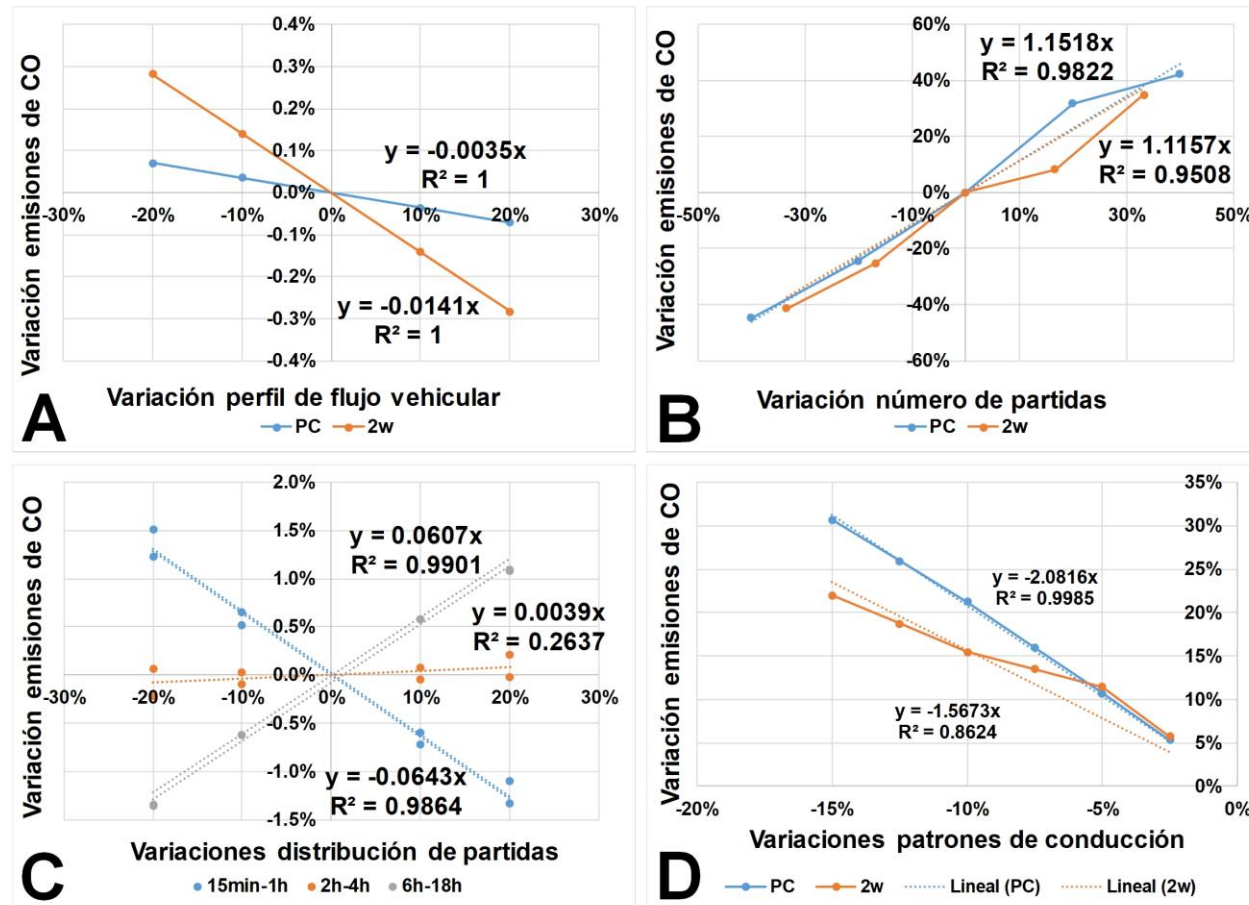 Variación emisiones de CO
0.4%
0.3%
0.2%
0.1%
0.0%
-0.1%
-0.2%
-0.3%
-0.4%
-30%
-20%
-10%
0%
10%
20%
30%
y = -0.0035x
R² = 1
y = -0.0141x
R² = 1
Variación perfil de flujo vehicular
PC
2w
A
Variación emisiones de CO
60%
40%
20%
0%
-20%
-40%
-60%
-50%
-30%
-10%
10%
30%
50%
y = 1.1518x
R² = 0.9822
y = 1.1157x
R² = 0.9508
Variación número de partidas
PC
2w
B
Variación emisiones de CO
2.0%
1.5%
1.0%
0.5%
0.0%
-0.5%
-1.0%
-1.5%
-30%
-20%
-10%
0%
10%
20%
30%
y = 0.0607x
R² = 0.9901
y = 0.0039x
R² = 0.2637
y = -0.0643x
R² = 0.9864
Variaciones distribución de partidas
15min-1h
2h-4h
6h-18h
C
Variación emisiones de CO
35%
30%
25%
20%
15%
10%
5%
0%
-20%
-15%
-10%
-5%
0%
y = -2.0816x
R² = 0.9985
y = -1.5673x
R² = 0.8624
Variaciones patrones de conducción
PC
2w
Lineal (PC)
Lineal (2w)
D